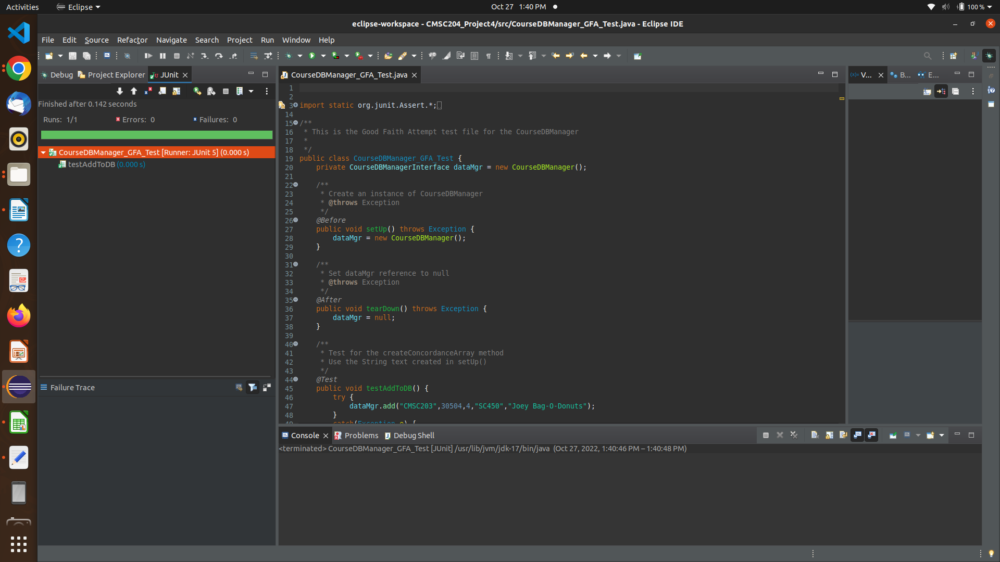 Activities Eclipse Oct 27 1:40 PM 100 %
eclipse-workspace - CMSC204_Project4/src/CourseDBManager_GFA_Test.java - Eclipse IDE
File Edit Source Refactor Navigate Search Project Run Window Help
Debug Project Explorer JUnit
Finished after 0.142 seconds
Runs: 1/1 Errors: 0 Failures: 0
CourseDBManager_GFA_Test [Runner: JUnit 5] (0.000 s)
testAddToDB (0.000 s)
Failure Trace
CourseDBManager_GFA_Test.java
1
2
3 import static org.junit.Assert.*;
14
15 /**
16 * This is the Good Faith Attempt test file for the CourseDBManager
17 *
18 */
19 public class CourseDBManager_GFA_Test {
20 private CourseDBManagerInterface dataMgr = new CourseDBManager();
21
22 /**
23 * Create an instance of CourseDBManager
24 * @throws Exception
25 */
26 @Before
27 public void setUp() throws Exception {
28 dataMgr = new CourseDBManager();
29 }
30
31 /**
32 * Set dataMgr reference to null
33 * @throws Exception
34 */
35 @After
36 public void tearDown() throws Exception {
37 dataMgr = null;
38 }
39
40 /**
41 * Test for the createConcordanceArray method
42 * Use the String text created in setUp()
43 */
44 @Test
45 public void testAddToDB() {
46 try {
47 dataMgr.add("CMSC203",30504,4,"SC450","Joey Bag-O-Donuts");
48 }
49 catch(Exception e) {
V... B... E...
Console Problems Debug Shell
<terminated> CourseDBManager_GFA_Test [JUnit] /usr/lib/jvm/jdk-17/bin/java (Oct 27, 2022, 1:40:46 PM – 1:40:48 PM)